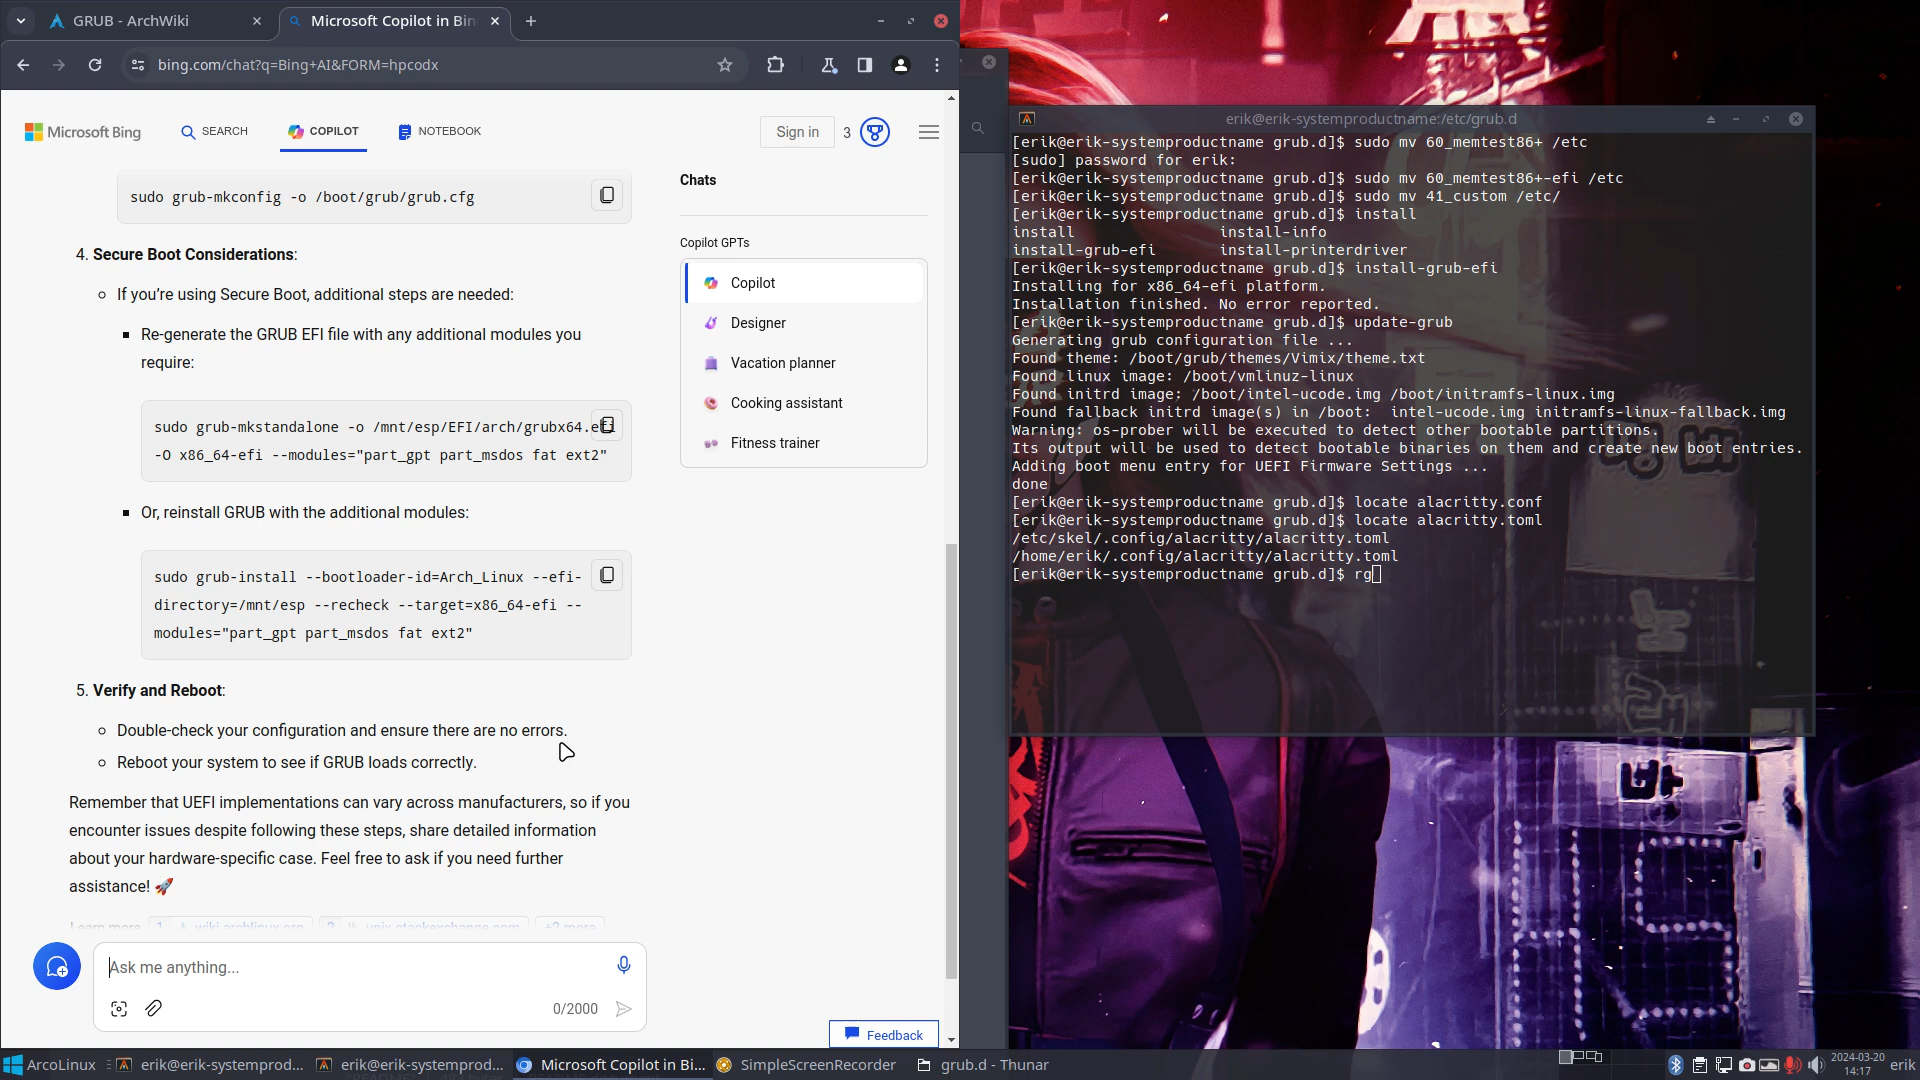 GRUB - ArchWiki
Microsoft Copilot in Bin
bing.com/chat?q=Bing+AI&FORM=hpcodx
Microsoft Bing
SEARCH
COPILOT
NOTEBOOK
Sign in
3
sudo grub-mkconfig -o /boot/grub/grub.cfg
4. Secure Boot Considerations:
If you’re using Secure Boot, additional steps are needed:
Re-generate the GRUB EFI file with any additional modules you
require:
sudo grub-mkstandalone -o /mnt/esp/EFI/arch/grubx64.efi
-O x86_64-efi --modules="part_gpt part_msdos fat ext2"
Or, reinstall GRUB with the additional modules:
sudo grub-install --bootloader-id=Arch_Linux --efi-
directory=/mnt/esp --recheck --target=x86_64-efi --
modules="part_gpt part_msdos fat ext2"
5. Verify and Reboot:
Double-check your configuration and ensure there are no errors.
Reboot your system to see if GRUB loads correctly.
Remember that UEFI implementations can vary across manufacturers, so if you
encounter issues despite following these steps, share detailed information
about your hardware-specific case. Feel free to ask if you need further
assistance! 🚀
Learn more 1 wiki.archlinux.org 2 unix.stackexchange.com +2 more
Ask me anything...
0/2000
Feedback
Chats
Copilot GPTs
Copilot
Designer
Vacation planner
Cooking assistant
Fitness trainer
erik@erik-systemproductname:/etc/grub.d
[erik@erik-systemproductname grub.d]$ sudo mv 60_memtest86+ /etc
[sudo] password for erik:
[erik@erik-systemproductname grub.d]$ sudo mv 60_memtest86+-efi /etc
[erik@erik-systemproductname grub.d]$ sudo mv 41_custom /etc/
[erik@erik-systemproductname grub.d]$ install
install install-info
install-grub-efi install-printerdriver
[erik@erik-systemproductname grub.d]$ install-grub-efi
Installing for x86_64-efi platform.
Installation finished. No error reported.
[erik@erik-systemproductname grub.d]$ update-grub
Generating grub configuration file ...
Found theme: /boot/grub/themes/Vimix/theme.txt
Found linux image: /boot/vmlinuz-linux
Found initrd image: /boot/intel-ucode.img /boot/initramfs-linux.img
Found fallback initrd image(s) in /boot:  intel-ucode.img initramfs-linux-fallback.img
Warning: os-prober will be executed to detect other bootable partitions.
Its output will be used to detect bootable binaries on them and create new boot entries.
Adding boot menu entry for UEFI Firmware Settings ...
done
[erik@erik-systemproductname grub.d]$ locate alacritty.conf
[erik@erik-systemproductname grub.d]$ locate alacritty.toml
/etc/skel/.config/alacritty/alacritty.toml
/home/erik/.config/alacritty/alacritty.toml
[erik@erik-systemproductname grub.d]$ rg
ArcoLinux
erik@erik-systemprod...
erik@erik-systemprod...
Microsoft Copilot in Bi...
SimpleScreenRecorder
grub.d - Thunar
2024-03-20
14:17
erik